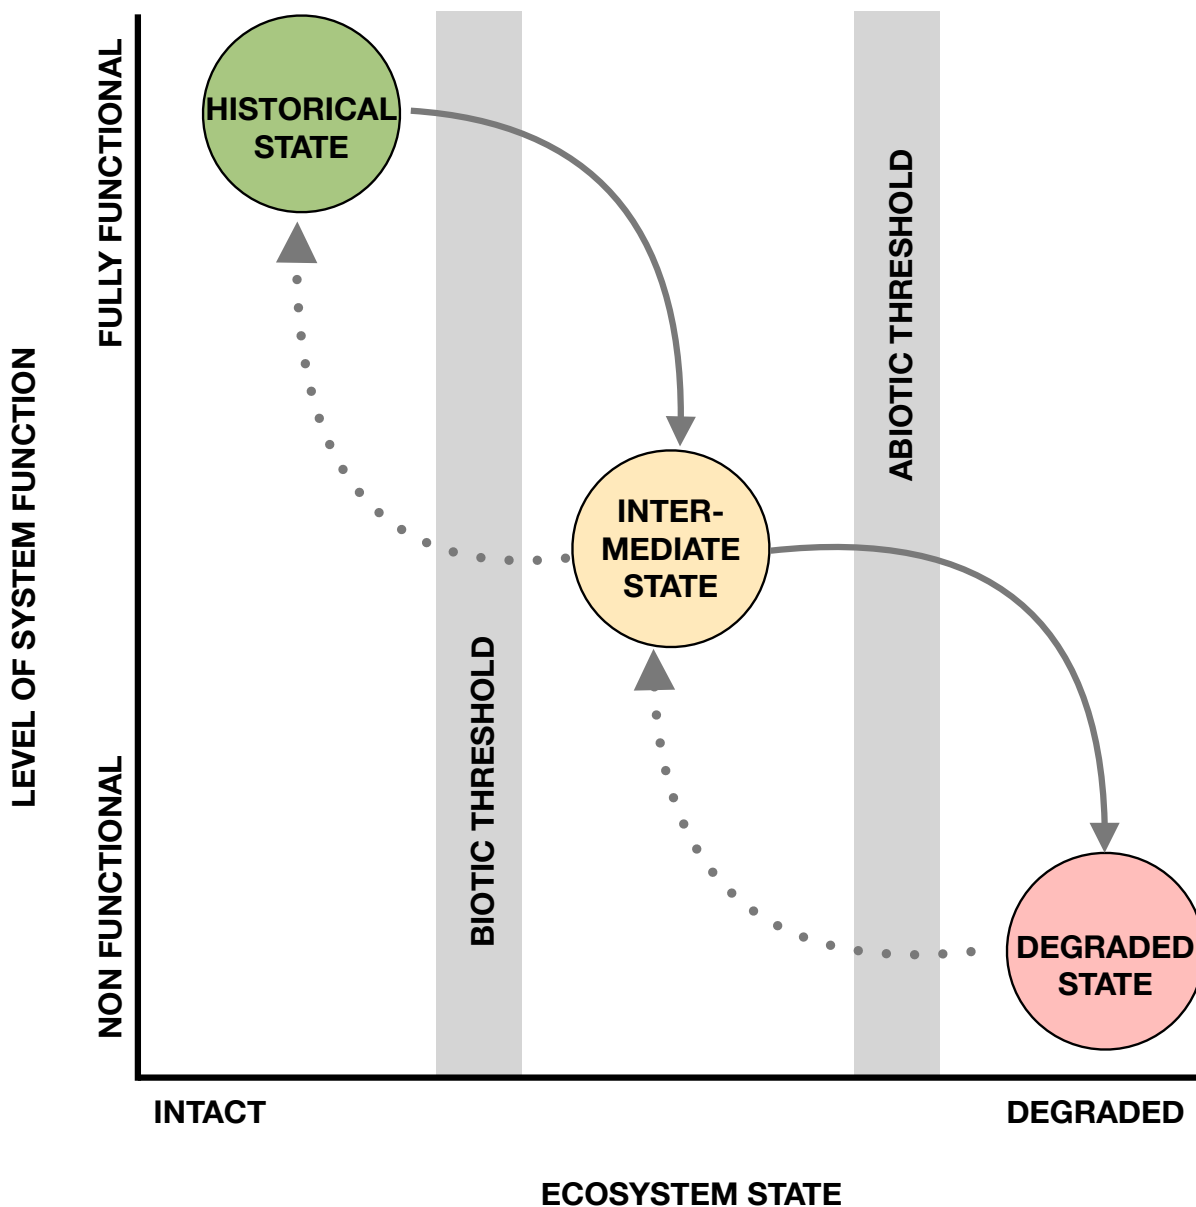 HISTORICAL
STATE
FULLY FUNCTIONAL
ABIOTIC THRESHOLD
LEVEL OF SYSTEM FUNCTION
INTER-
MEDIATE
STATE
BIOTIC THRESHOLD
NON FUNCTIONAL
DEGRADED
STATE
INTACT
DEGRADED
ECOSYSTEM STATE